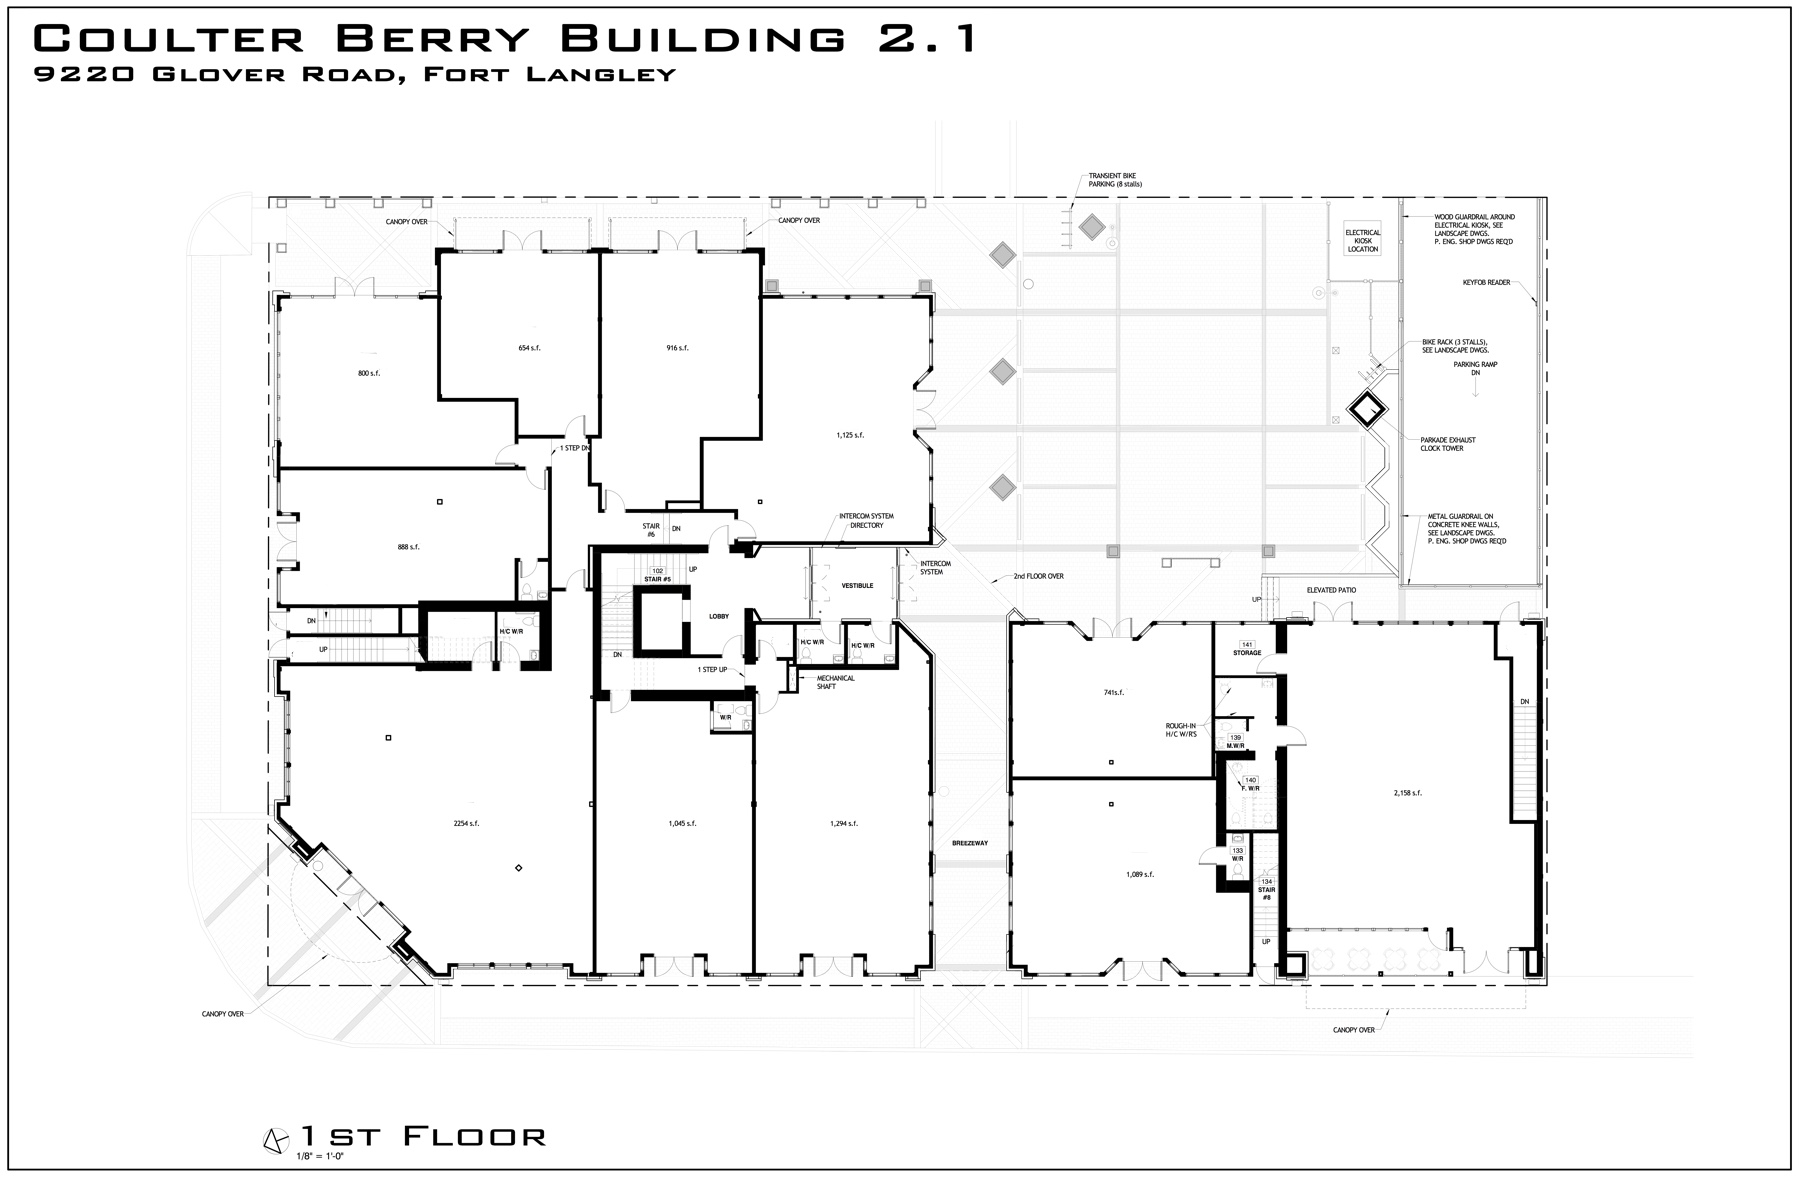 COULTER BERRY BUILDING 2.1
9220 GLOVER ROAD, FORT LANGLEY
TRANSIENT BIKE
PARKING (8 stalls)
CANOPY OVER
CANOPY OVER
ELECTRICAL
KIOSK
LOCATION
WOOD GUARDRAIL AROUND
ELECTRICAL KIOSK, SEE
LANDSCAPE DWGS.
P. ENG. SHOP DWGS REQ'D
KEYFOB READER
654 s.f.
916 s.f.
800 s.f.
BIKE RACK (3 STALLS),
SEE LANDSCAPE DWGS.
PARKING RAMP
DN
1,125 s.f.
1 STEP DN
PARKADE EXHAUST
CLOCK TOWER
888 s.f.
STAIR
#6
DN
INTERCOM SYSTEM
DIRECTORY
METAL GUARDRAIL ON
CONCRETE KNEE WALLS,
SEE LANDSCAPE DWGS.
P. ENG. SHOP DWGS REQ'D
102
STAIR #5
UP
VESTIBULE
INTERCOM
SYSTEM
2nd FLOOR OVER
UP
ELEVATED PATIO
DN
LOBBY
H/C W/R
UP
DN
H/C W/R
H/C W/R
1 STEP UP
MECHANICAL
SHAFT
141
STORAGE
741s.f.
DN
W/R
ROUGH-IN
H/C W/R'S
139
M.W/R
140
F. W/R
2,158 s.f.
2254 s.f.
1,045 s.f.
1,294 s.f.
BREEZEWAY
133
W/R
1,089 s.f.
134
STAIR
#8
UP
CANOPY OVER
CANOPY OVER
1ST FLOOR
1/8" = 1'-0"